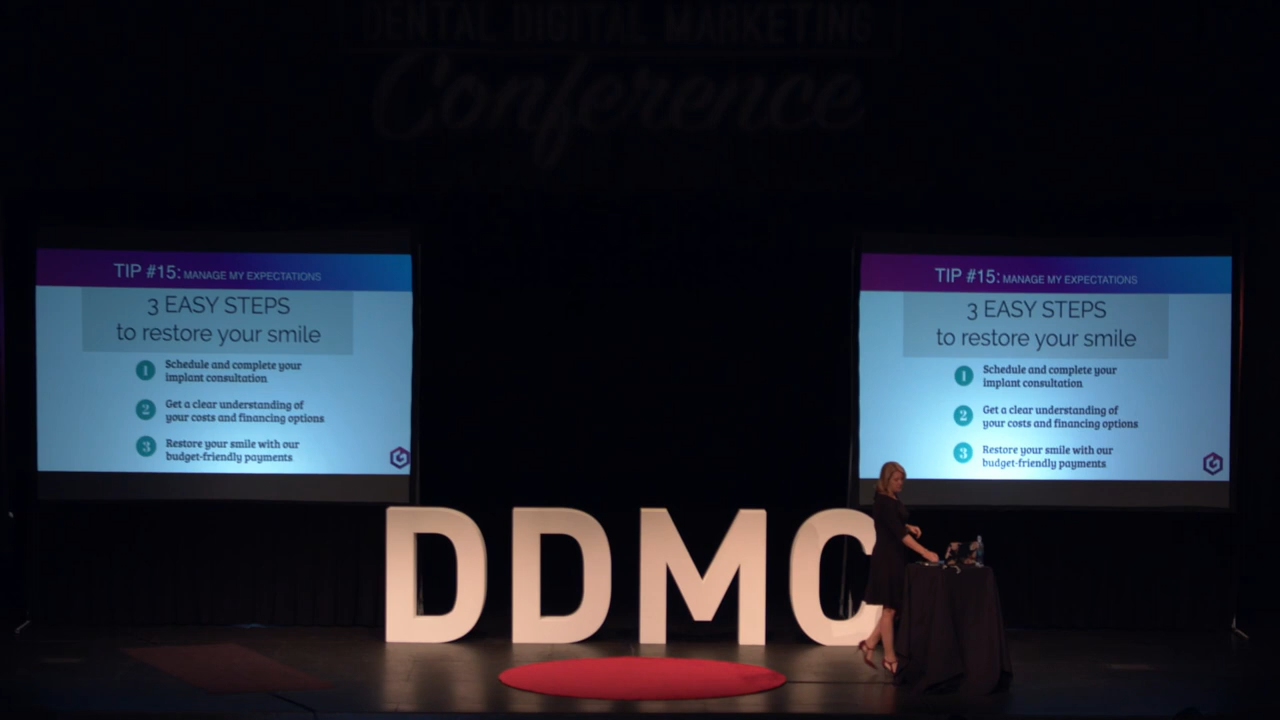 DENTAL DIGITAL MARKETING
Conference
TIP #15: MANAGE MY EXPECTATIONS
3 EASY STEPS
to restore your smile
1 Schedule and complete your
implant consultation
2 Get a clear understanding of
your costs and financing options
3 Restore your smile with our
budget-friendly payments
TIP #15: MANAGE MY EXPECTATIONS
3 EASY STEPS
to restore your smile
1 Schedule and complete your
implant consultation
2 Get a clear understanding of
your costs and financing options
3 Restore your smile with our
budget-friendly payments
DDMC